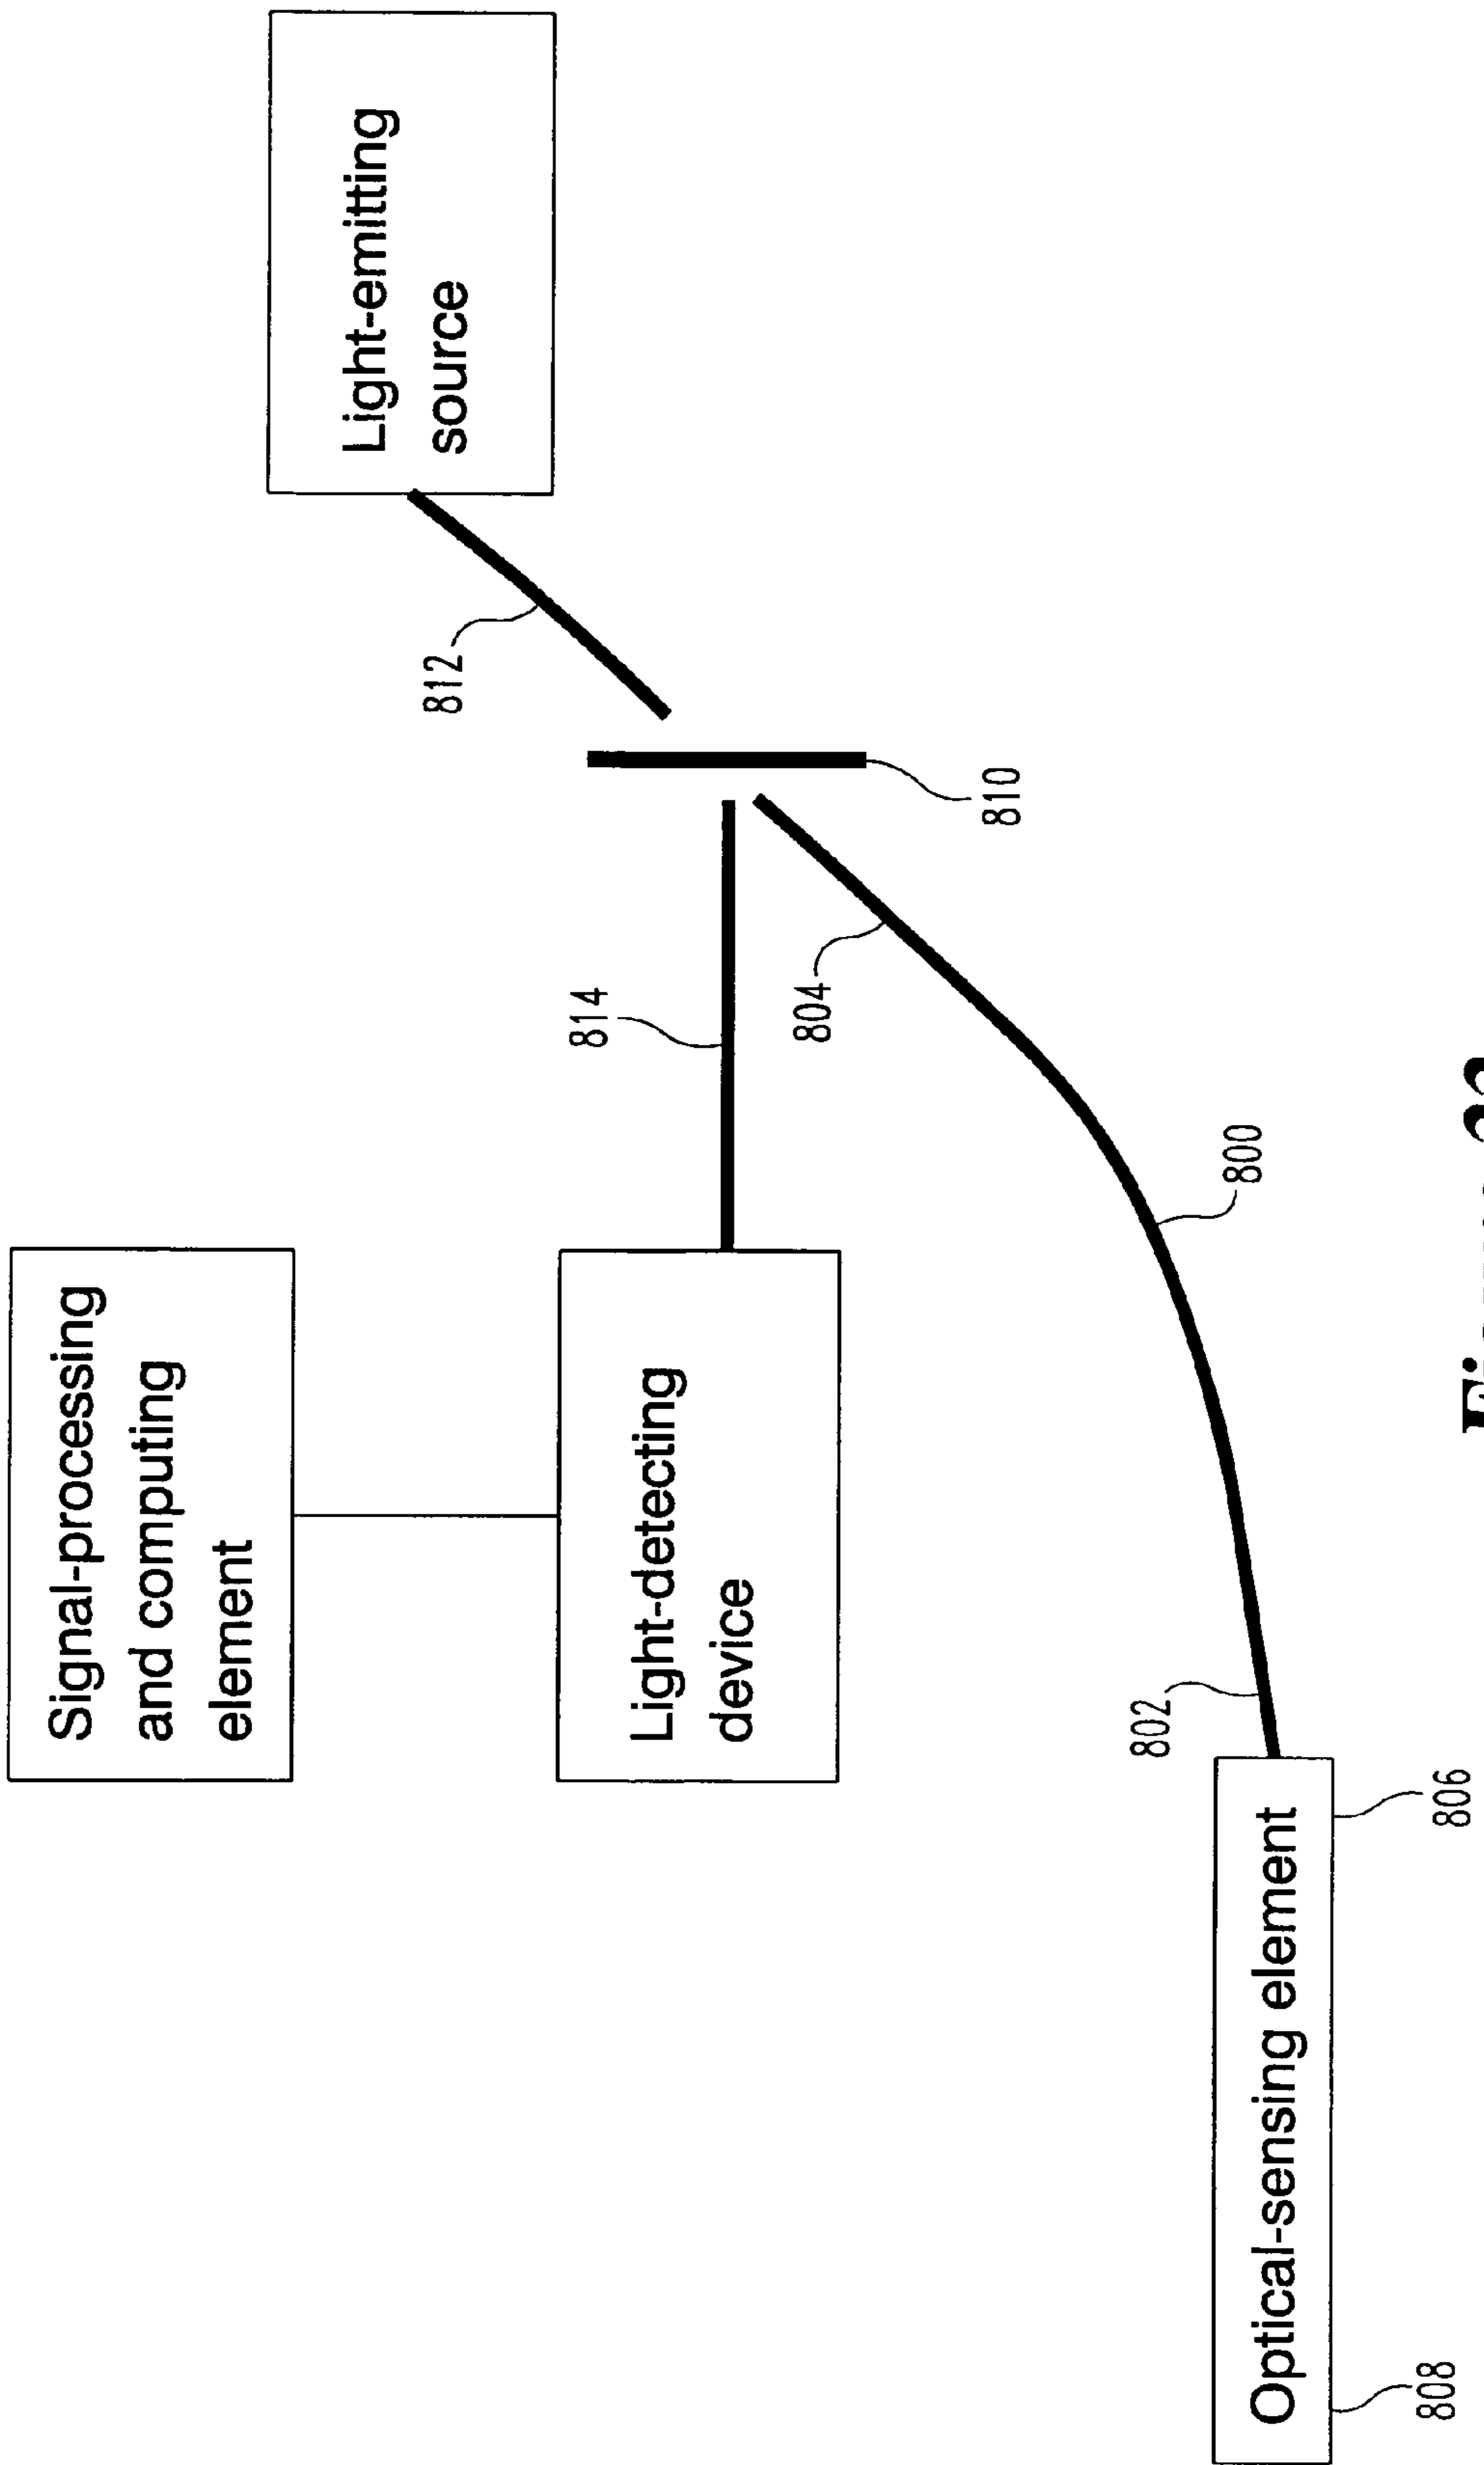 Signal-processing
and computing
element
Light-emitting
source
812
814
Light-detecting
device
804
810
802
800
Optical-sensing element
808
806